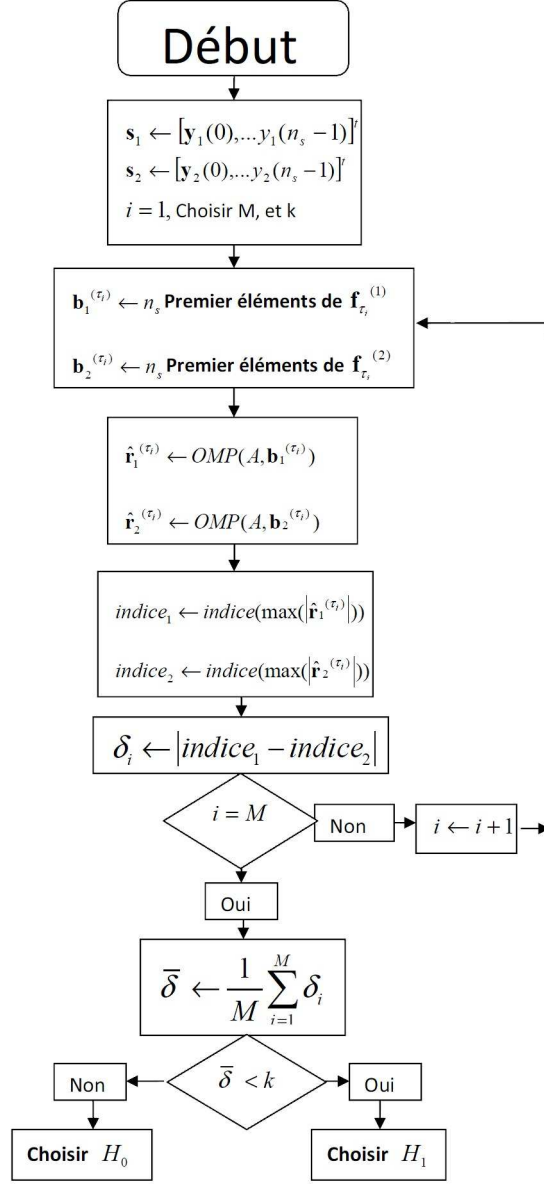 Début
𝐬₁ ← [𝐲₁(0),...y₁(nₛ −1)]ᵗ
𝐬₂ ← [𝐲₂(0),...y₂(nₛ −1)]ᵗ
i = 1, Choisir M, et k
𝐛₁^(τᵢ) ← nₛ Premier éléments de 𝐟_τᵢ^(1)
𝐛₂^(τᵢ) ← nₛ Premier éléments de 𝐟_τᵢ^(2)
𝐫̂₁^(τᵢ) ← OMP(A, 𝐛₁^(τᵢ))
𝐫̂₂^(τᵢ) ← OMP(A, 𝐛₂^(τᵢ))
indice₁ ← indice(max(|𝐫̂₁^(τᵢ)|))
indice₂ ← indice(max(|𝐫̂₂^(τᵢ)|))
δᵢ ← |indice₁ − indice₂|
i = M
Non
i ← i +1
Oui
δ̅ ← 1/M ∑_{i=1}^{M} δᵢ
Non
δ̅ < k
Oui
Choisir H₀
Choisir H₁